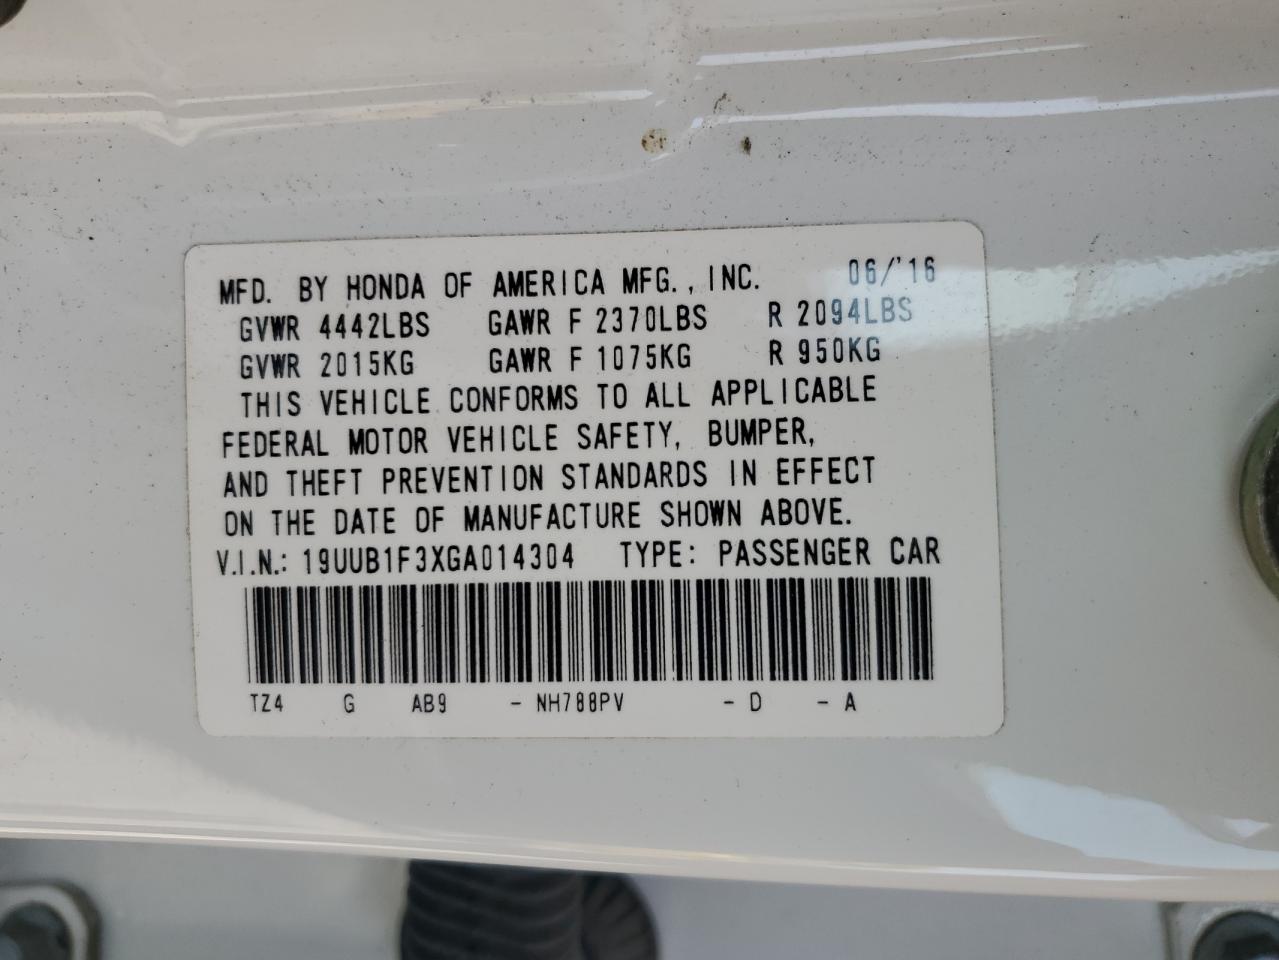 MFD. BY HONDA OF AMERICA MFG., INC. 06/'16
GVWR 4442LBS GAWR F 2370LBS R 2094LBS
GVWR 2015KG GAWR F 1075KG R 950KG
THIS VEHICLE CONFORMS TO ALL APPLICABLE
FEDERAL MOTOR VEHICLE SAFETY, BUMPER,
AND THEFT PREVENTION STANDARDS IN EFFECT
ON THE DATE OF MANUFACTURE SHOWN ABOVE.
V.I.N.: 19UUB1F3XGA014304 TYPE: PASSENGER CAR
TZ4 G AB9 - NH788PV - D - A